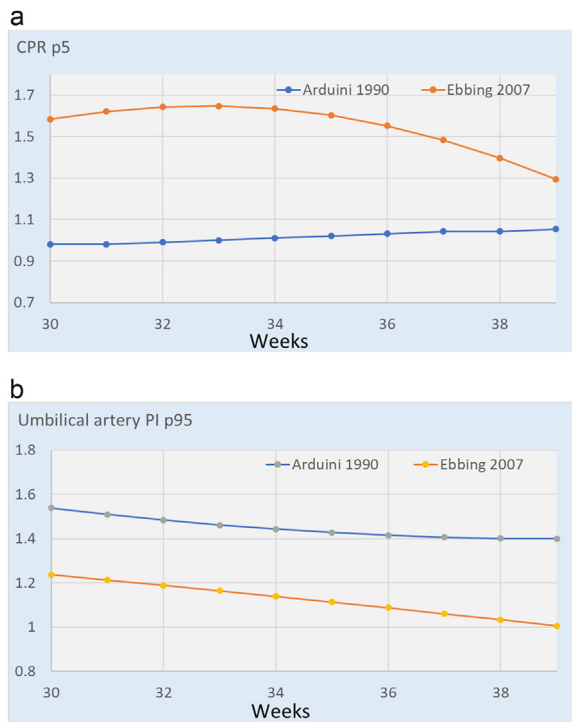 a
CPR p5
Arduini 1990 Ebbing 2007
1.7
1.5
1.3
1.1
0.9
0.7
30 32 34 36 38
Weeks
b
Umbilical artery PI p95
1.8
Arduini 1990 Ebbing 2007
1.6
1.4
1.2
1
0.8
30 32 34 36 38
Weeks